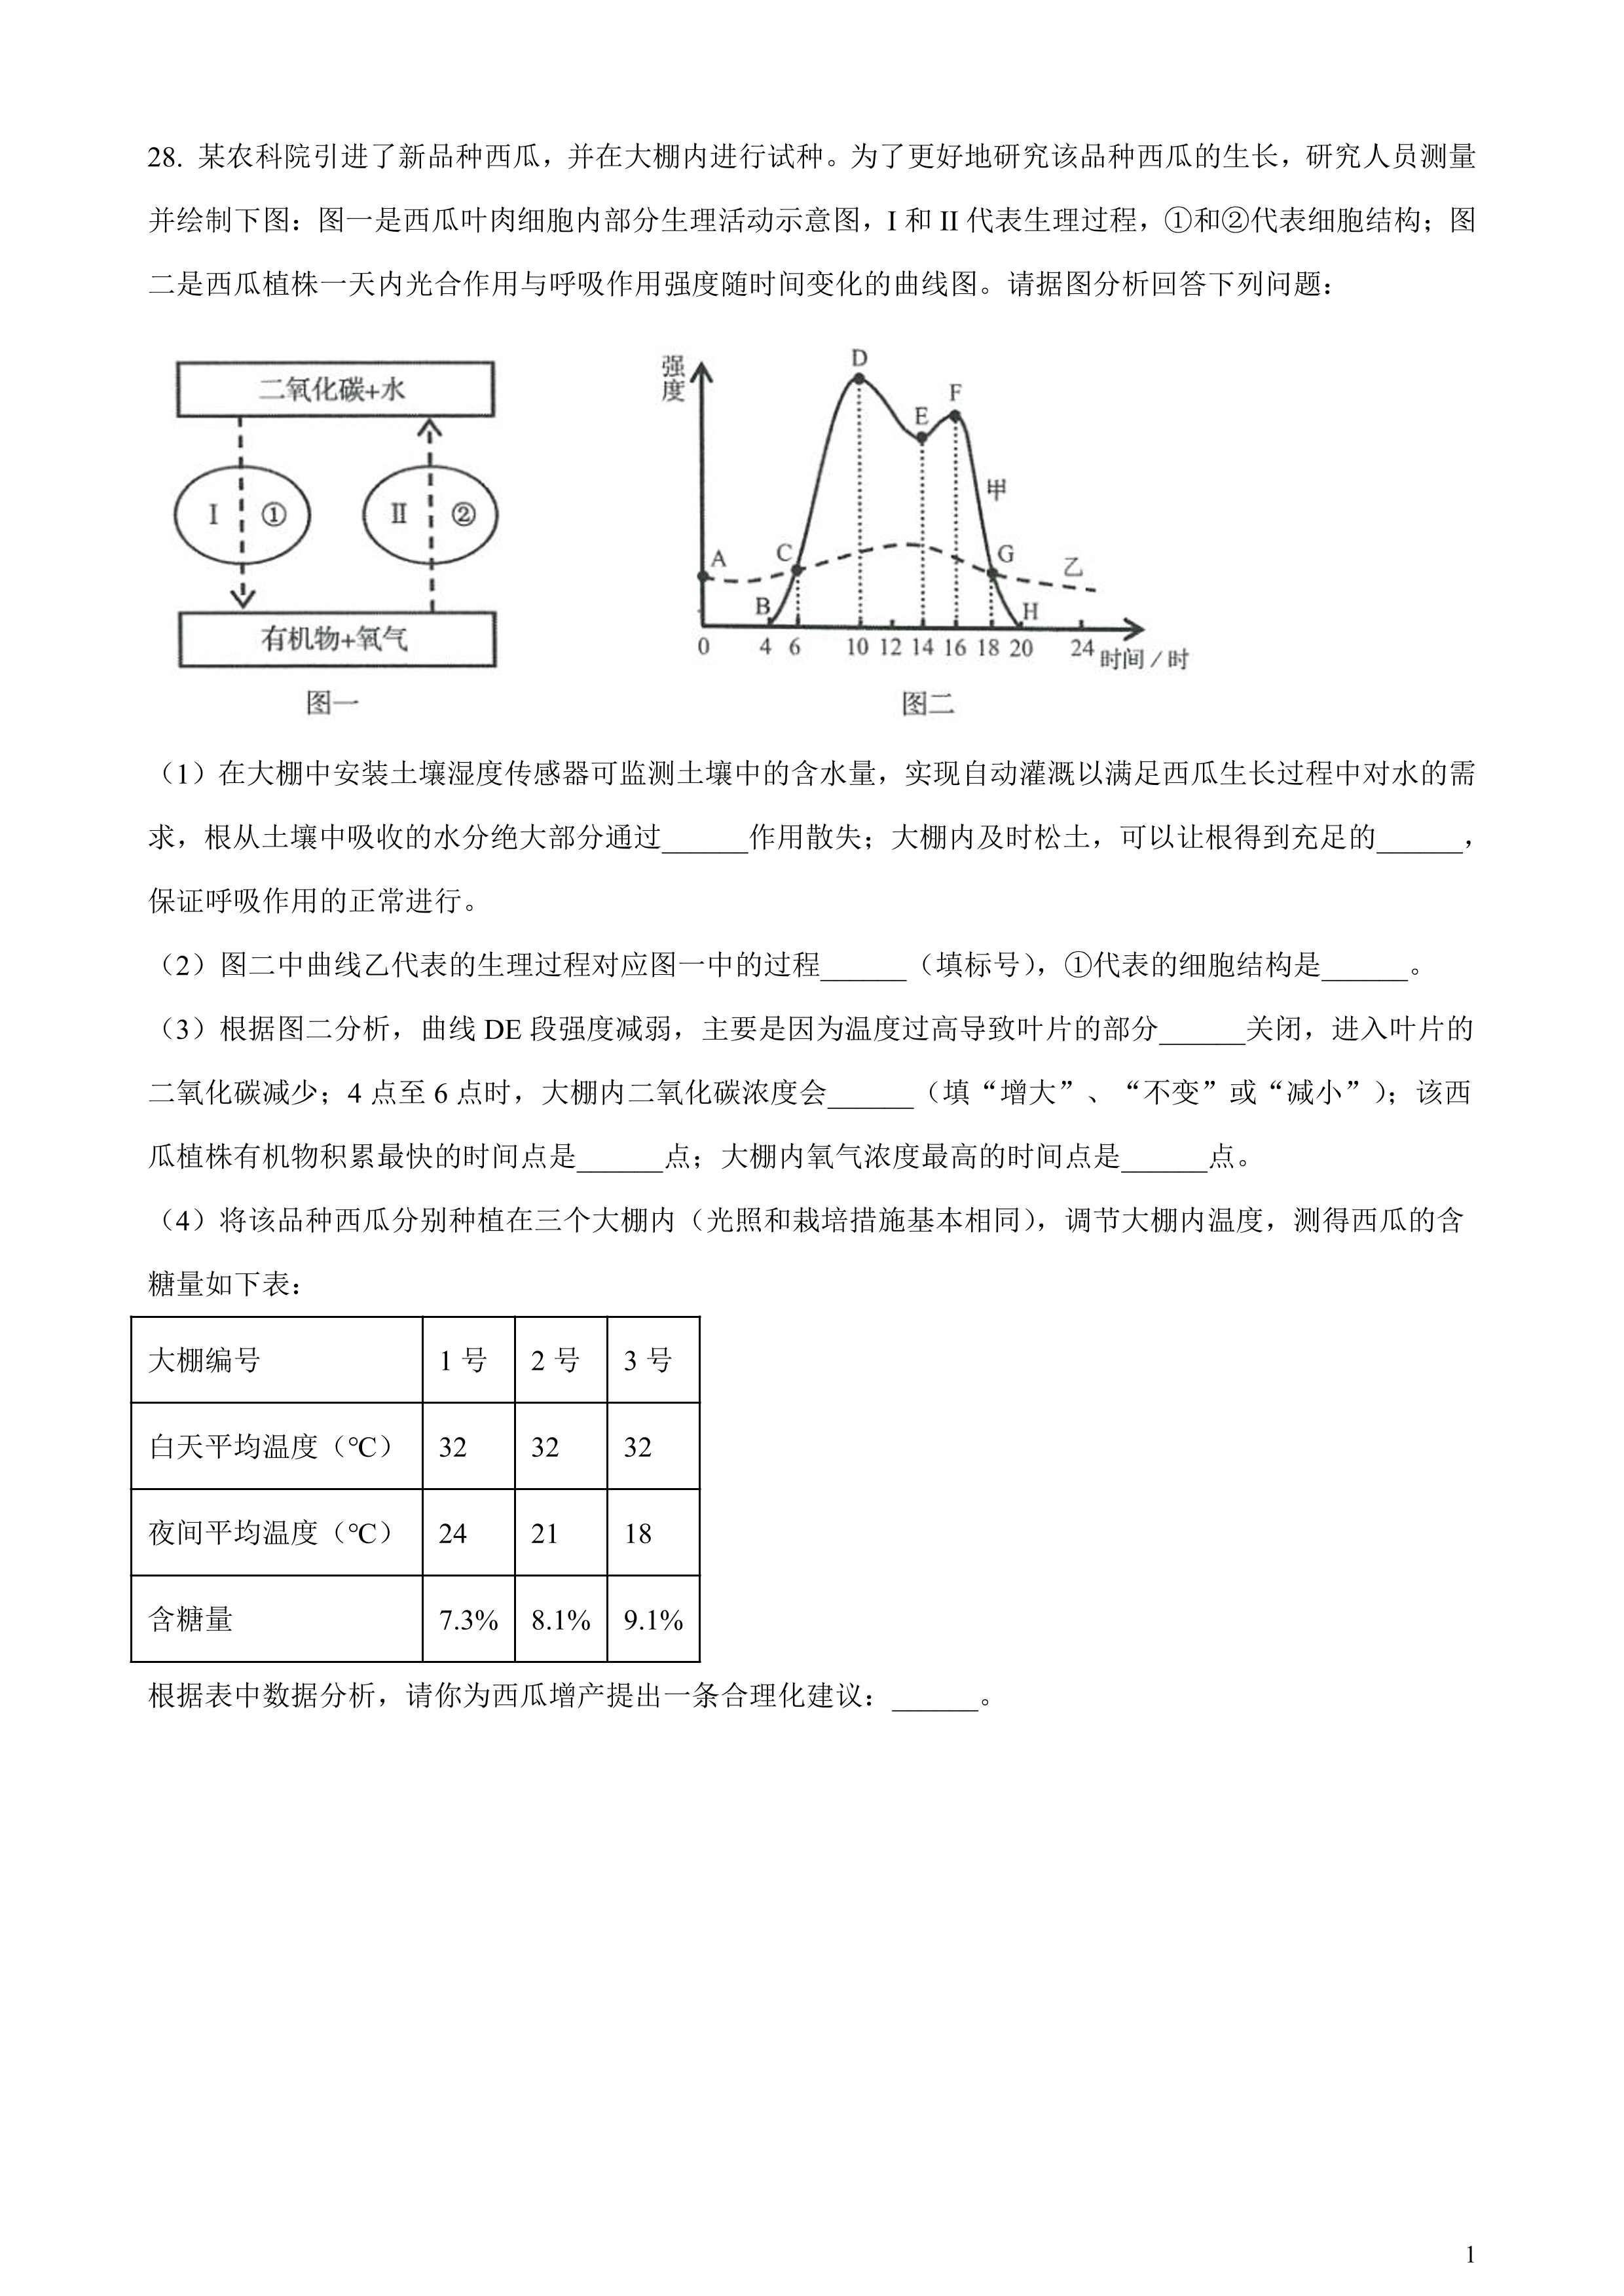 28. 某农科院引进了新品种西瓜，并在大棚内进行试种。为了更好地研究该品种西瓜的生长，研究人员测量
并绘制下图：图一是西瓜叶肉细胞内部分生理活动示意图，I 和 II 代表生理过程，①和②代表细胞结构；图
二是西瓜植株一天内光合作用与呼吸作用强度随时间变化的曲线图。请据图分析回答下列问题：
二氧化碳+水
I ① II ②
有机物+氧气
图一
强度
D
F
E
甲
A C G 乙
B H
0 4 6 10 12 14 16 18 20 24 时间／时
图二
（1）在大棚中安装土壤湿度传感器可监测土壤中的含水量，实现自动灌溉以满足西瓜生长过程中对水的需
求，根从土壤中吸收的水分绝大部分通过______作用散失；大棚内及时松土，可以让根得到充足的______，
保证呼吸作用的正常进行。
（2）图二中曲线乙代表的生理过程对应图一中的过程______（填标号），①代表的细胞结构是______。
（3）根据图二分析，曲线 DE 段强度减弱，主要是因为温度过高导致叶片的部分______关闭，进入叶片的
二氧化碳减少；4 点至 6 点时，大棚内二氧化碳浓度会______（填“增大”、“不变”或“减小”）；该西
瓜植株有机物积累最快的时间点是______点；大棚内氧气浓度最高的时间点是______点。
（4）将该品种西瓜分别种植在三个大棚内（光照和栽培措施基本相同），调节大棚内温度，测得西瓜的含
糖量如下表：
大棚编号 1 号 2 号 3 号
白天平均温度（℃） 32 32 32
夜间平均温度（℃） 24 21 18
含糖量 7.3% 8.1% 9.1%
根据表中数据分析，请你为西瓜增产提出一条合理化建议：______。
1